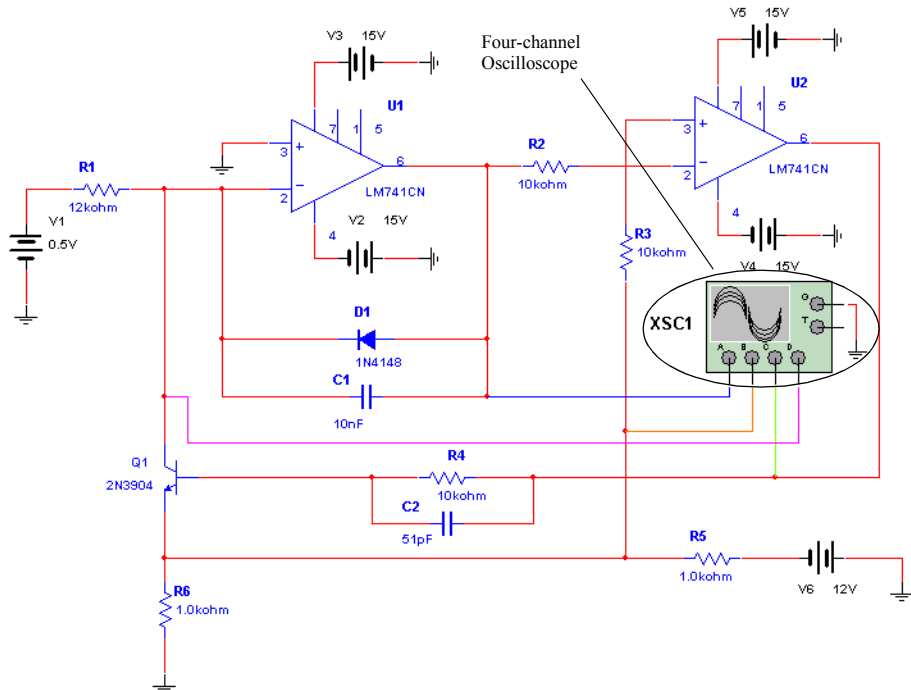 V3 15V
V5 15V
Four-channel
Oscilloscope
U1
U2
7 1 5
7 1 5
3 +
6
2 −
LM741CN
3 +
6
2 −
LM741CN
R1
12kohm
R2
10kohm
V1
0.5V
4
V2 15V
4
V4 15V
R3
10kohm
XSC1
G
T
A B C D
D1
1N4148
C1
10nF
Q1
2N3904
R4
10kohm
C2
51pF
R5
1.0kohm
V6 12V
R6
1.0kohm